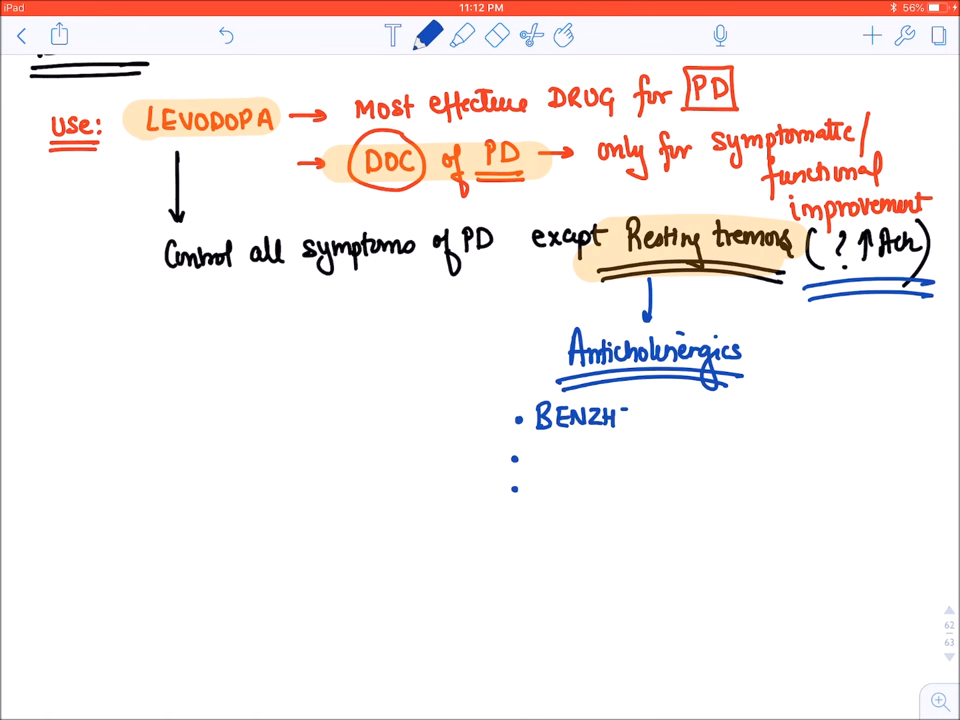 iPad
11:12 PM
56%
T
Use: LEVODOPA → Most effective DRUG for PD
→ DOC of PD → only for symptomatic/
functional
improvement
Control all symptoms of PD except Resting tremors (? ↑ Ach)
Anticholenergics
• BENZH
•
•
62
63